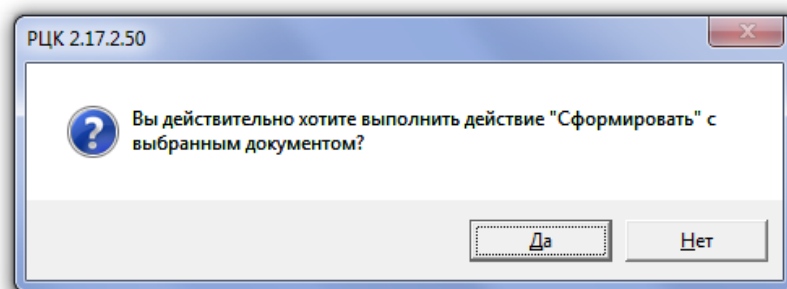 РЦК 2.17.2.50
Вы действительно хотите выполнить действие "Сформировать" с
выбранным документом?
Да
Нет